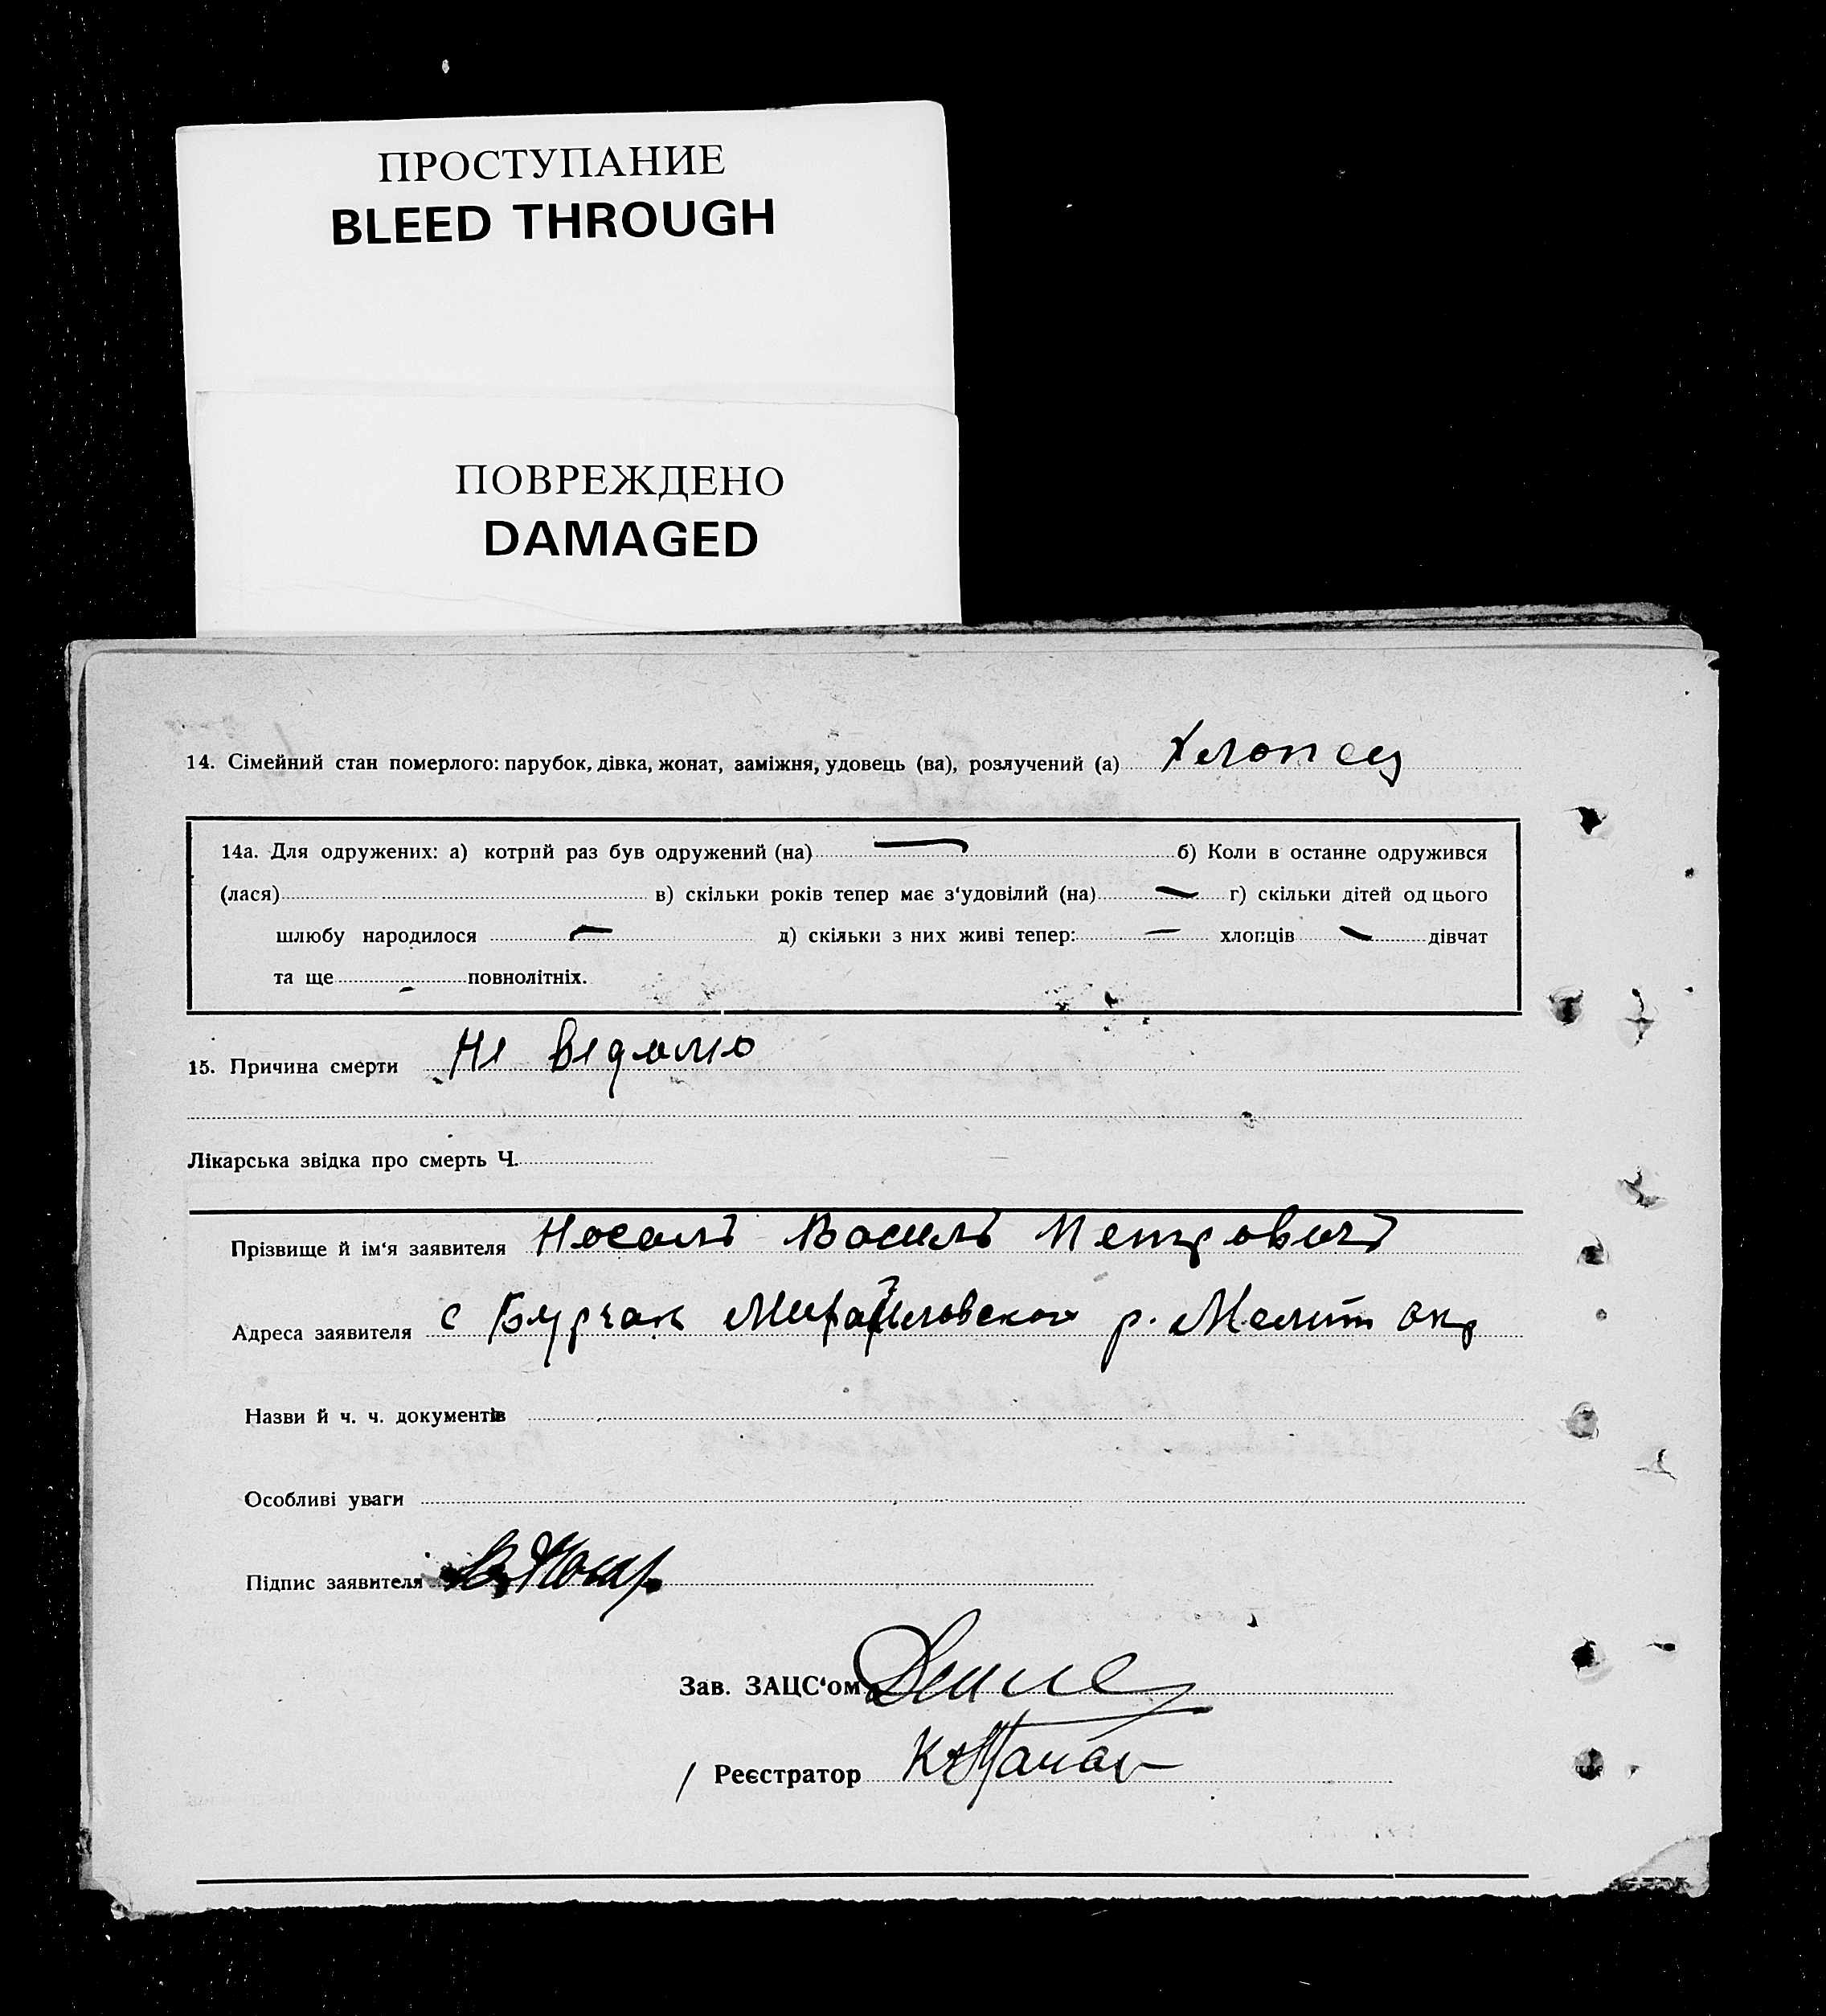 ПРОСТУПАНИЕ
BLEED THROUGH
ПОВРЕЖДЕНО
DAMAGED
14. Сімейний стан померлого: парубок, дівка, жонат, заміжня, удовець (ва), розлучений (а) Хлопец
14а. Для одружених: а) котрий раз був одружений (на) — б) Коли в останнє одружився
(лася) в) скільки років тепер має з'удовілий (на) — г) скільки дітей од цього
шлюбу народилося — д) скільки з них живі тепер: — хлопців — дівчат
та ще - повнолітніх.
15. Причина смерти Не відомо
Лікарська звідка про смерть Ч.
Прізвище й ім'я заявителя Носаль Василь Петрович
Адреса заявителя с Бурчак Михайловского р. Мелит окр
Назви й ч. ч. документів
Особливі уваги
Підпис заявителя
Зав. ЗАЦС'ом
/ Реєстратор